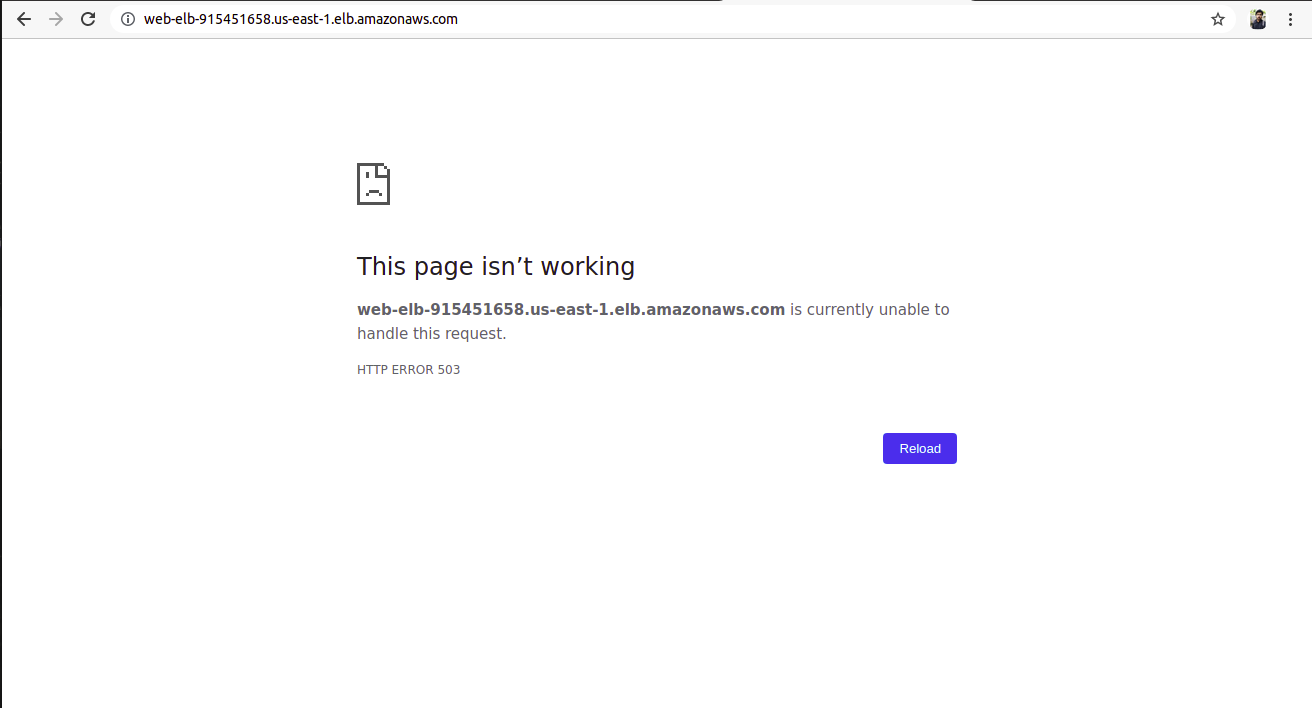 web-elb-915451658.us-east-1.elb.amazonaws.com
This page isn’t working
web-elb-915451658.us-east-1.elb.amazonaws.com is currently unable to
handle this request.
HTTP ERROR 503
Reload